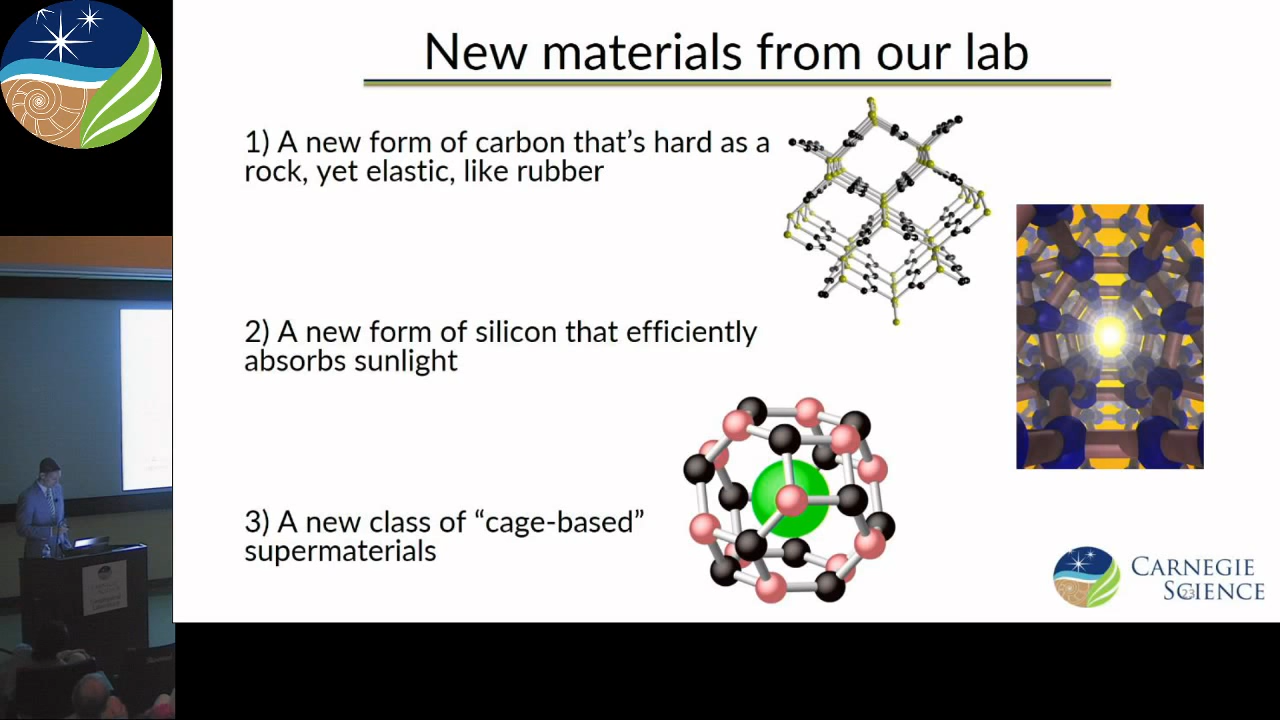 New materials from our lab
1) A new form of carbon that’s hard as a
rock, yet elastic, like rubber
2) A new form of silicon that efficiently
absorbs sunlight
3) A new class of “cage-based”
supermaterials
CARNEGIE
SCIENCE
23